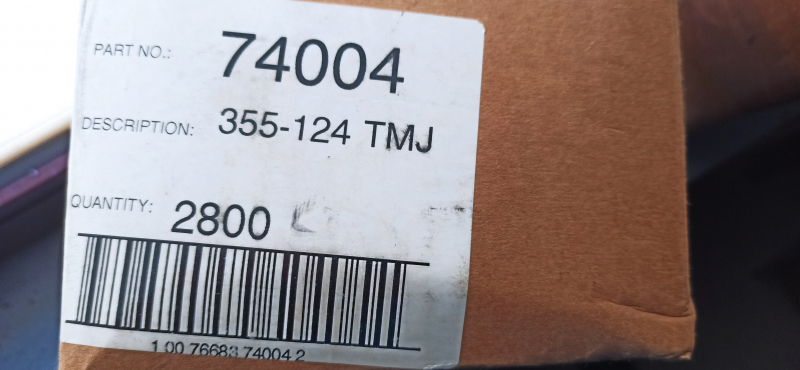 PART NO.: 74004
DESCRIPTION: 355-124 TMJ
QUANTITY: 2800
1 00 76683 74004 2